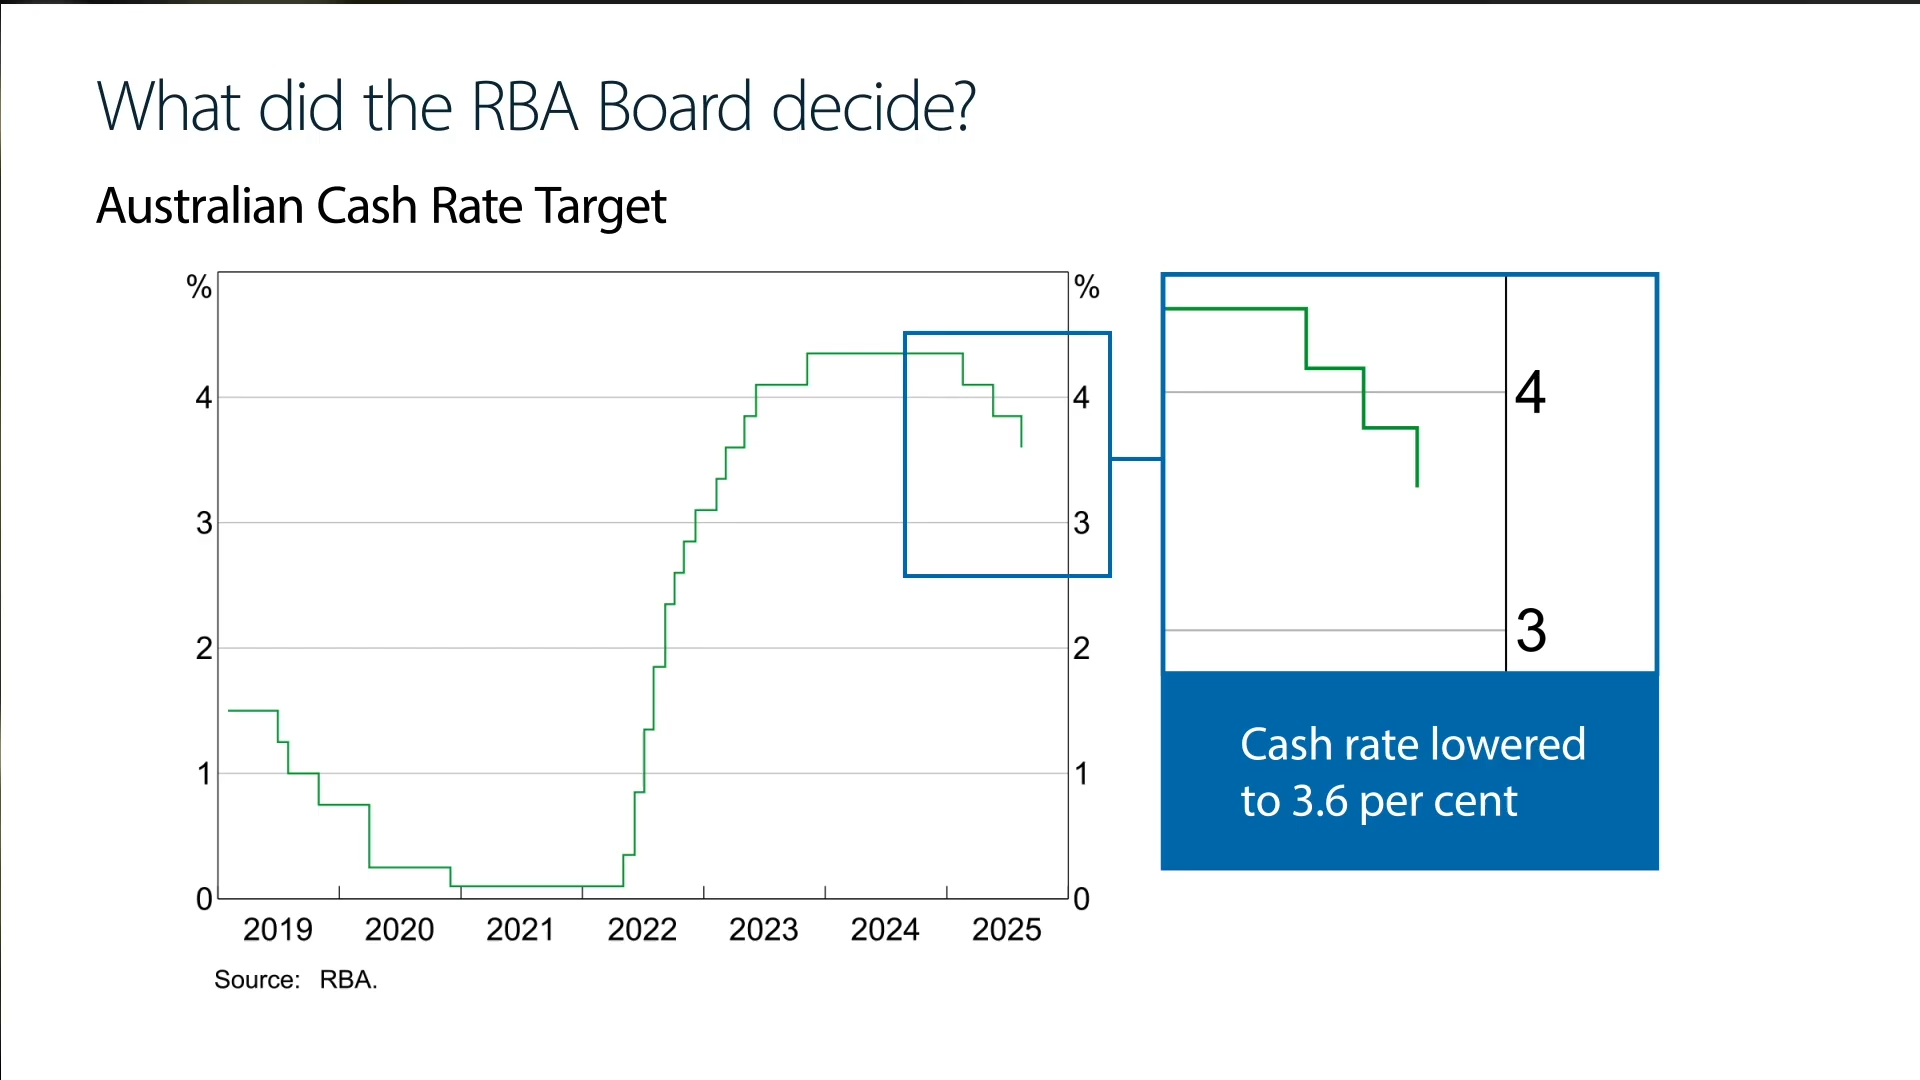 What did the RBA Board decide?
Australian Cash Rate Target
% %
4 4
3 3
2 2
1 1
0 0
2019 2020 2021 2022 2023 2024 2025
Source: RBA.
4
3
Cash rate lowered
to 3.6 per cent